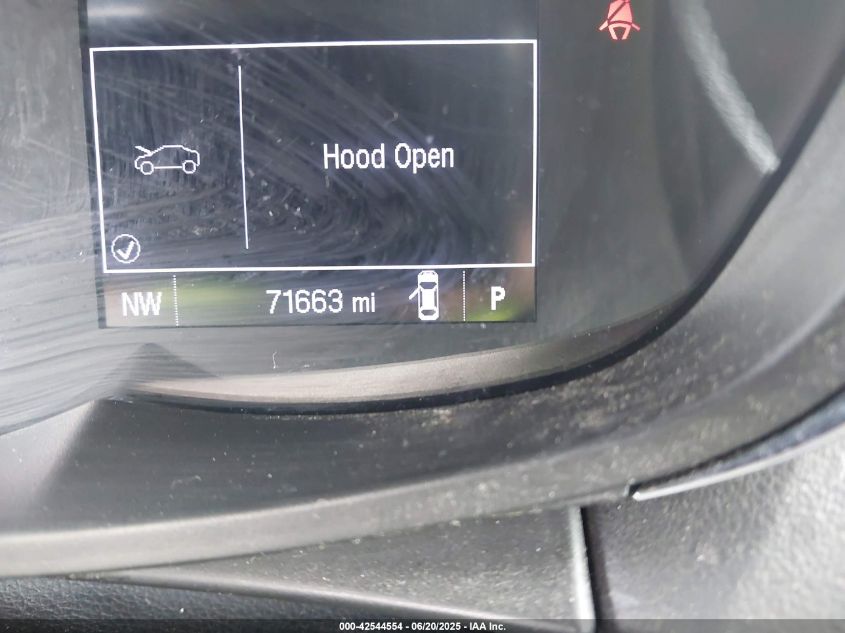 Hood Open
NW 71663 mi P
000-42544554 - 06/20/2025 - IAA Inc.